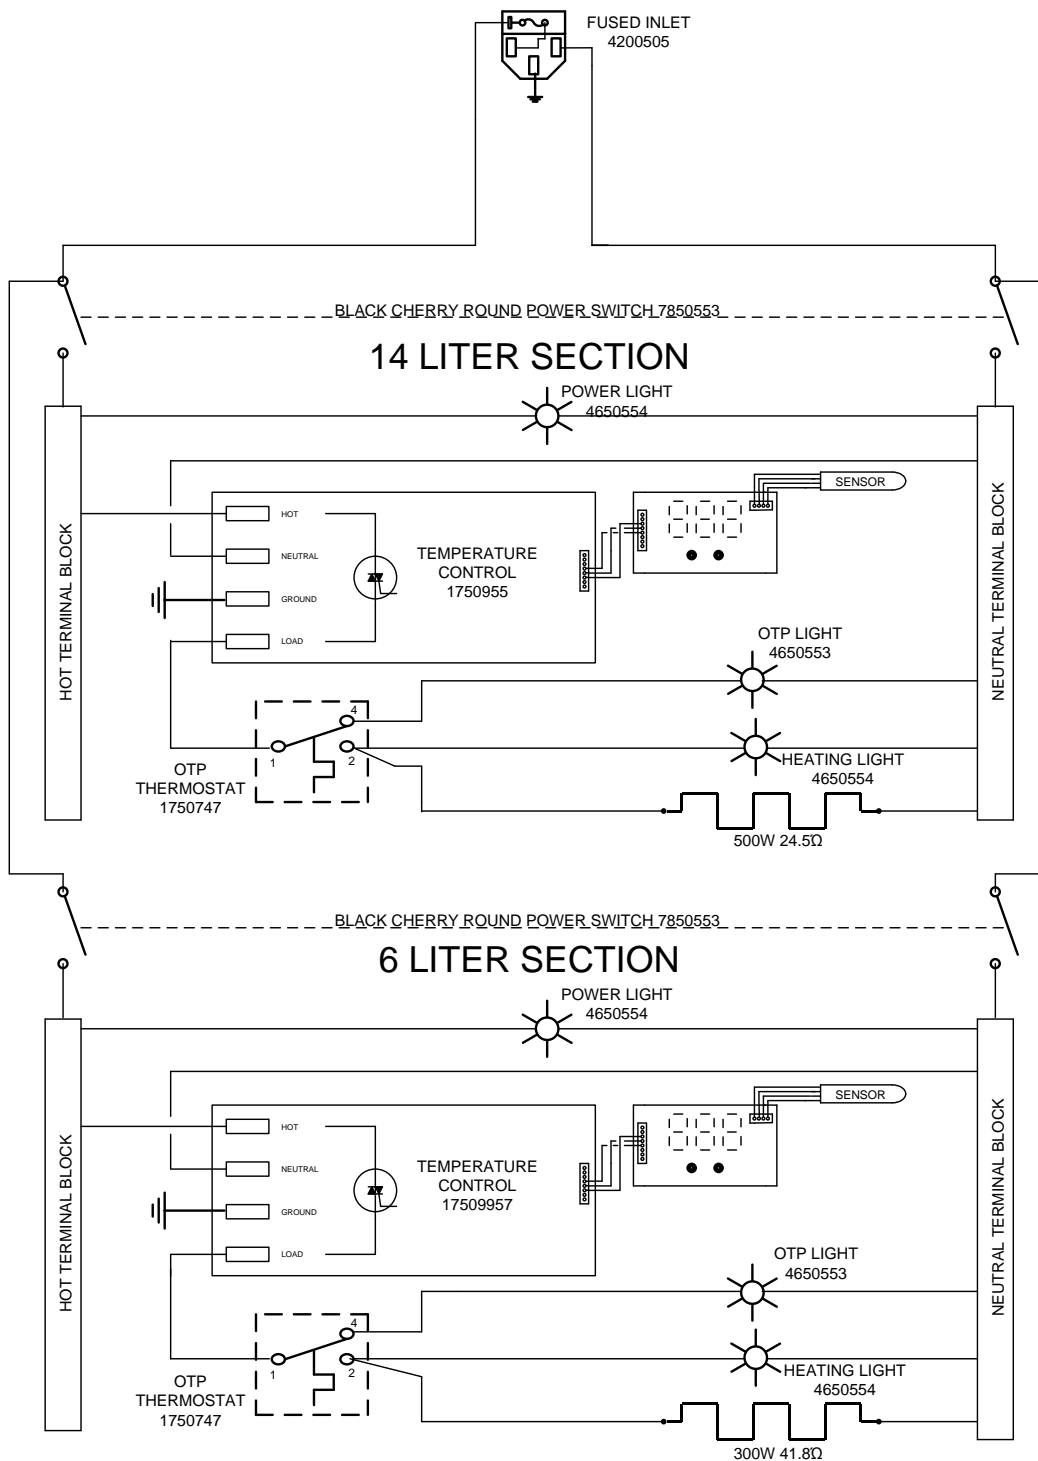 FUSED INLET
4200505
BLACK CHERRY ROUND POWER SWITCH 7850553
14 LITER SECTION
POWER LIGHT
4650554
SENSOR
HOT
NEUTRAL
GROUND
LOAD
TEMPERATURE
CONTROL
1750955
HOT TERMINAL BLOCK
NEUTRAL TERMINAL BLOCK
OTP LIGHT
4650553
4
1
2
OTP
THERMOSTAT
1750747
HEATING LIGHT
4650554
500W 24.5Ω
BLACK CHERRY ROUND POWER SWITCH 7850553
6 LITER SECTION
POWER LIGHT
4650554
SENSOR
HOT
NEUTRAL
GROUND
LOAD
TEMPERATURE
CONTROL
17509957
HOT TERMINAL BLOCK
NEUTRAL TERMINAL BLOCK
OTP LIGHT
4650553
4
1
2
OTP
THERMOSTAT
1750747
HEATING LIGHT
4650554
300W 41.8Ω